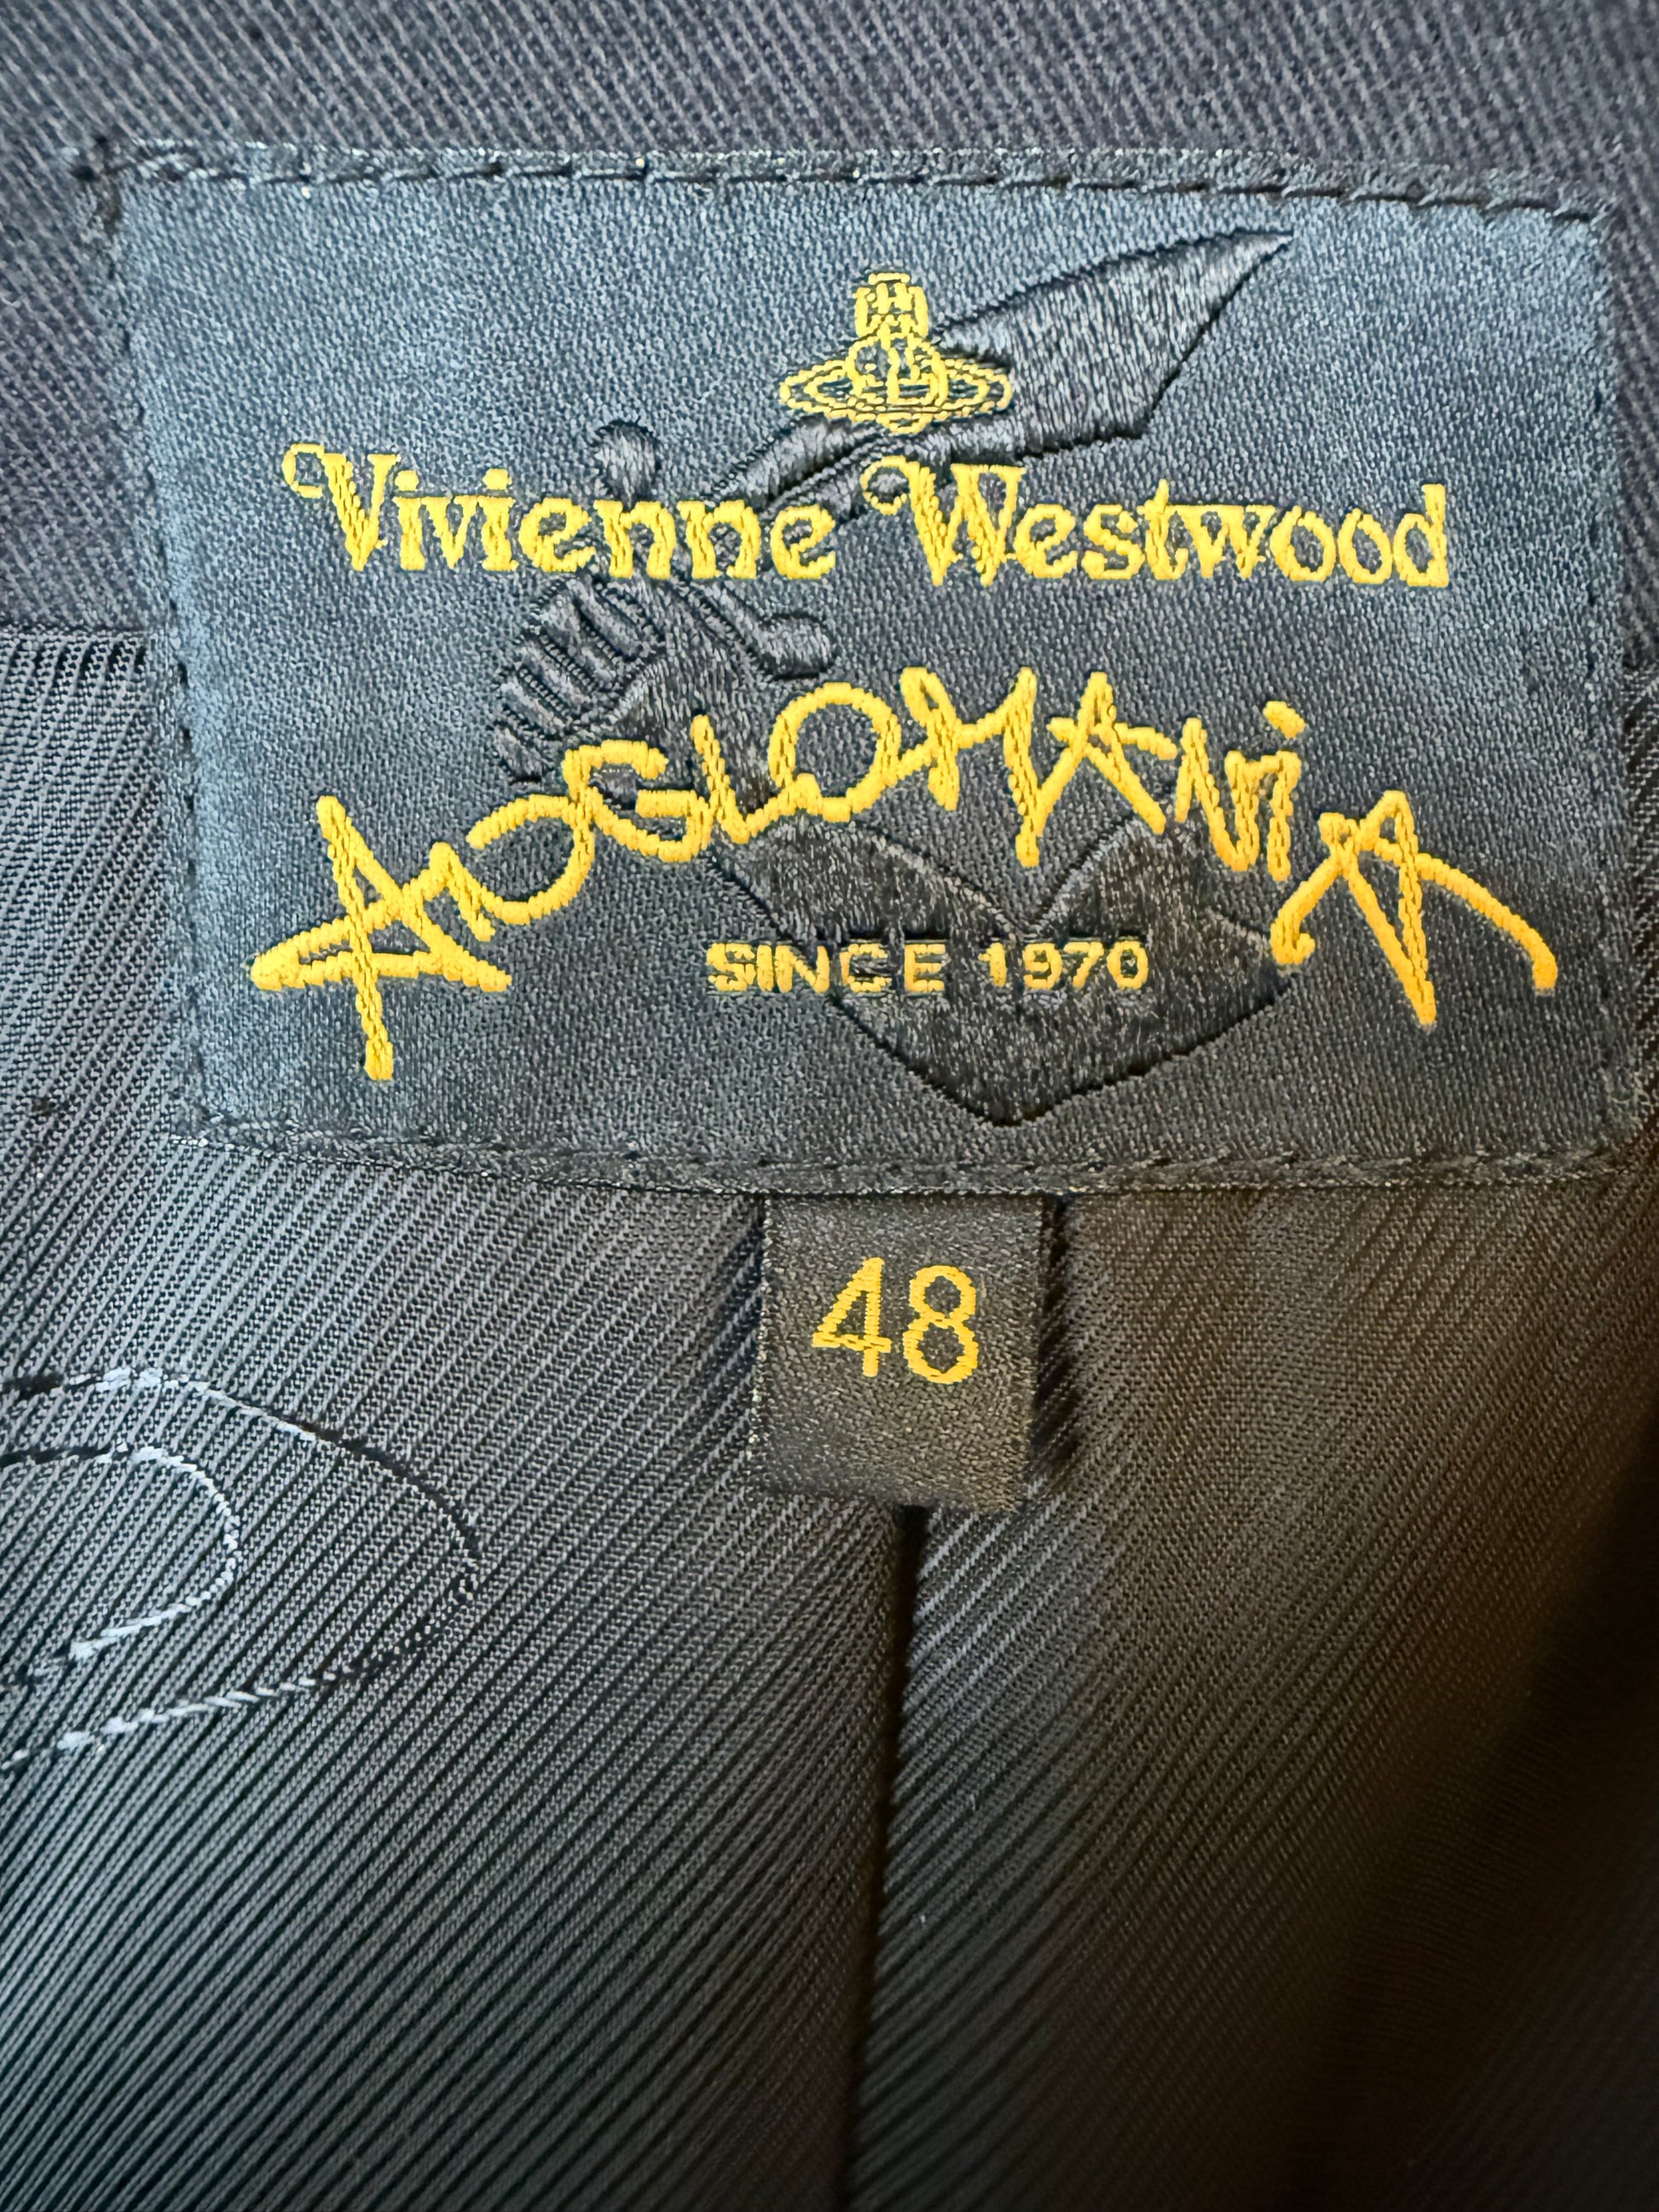 Vivienne Westwood
ANGLOMANiA
SINCE 1970
48